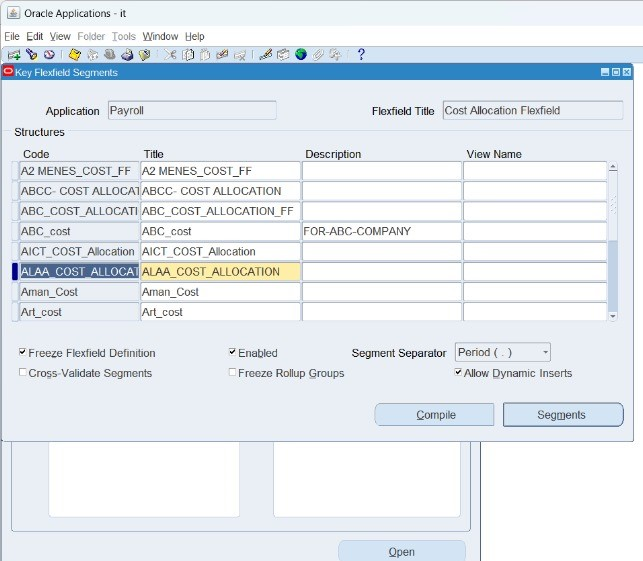 Oracle Applications - it
File Edit View Folder Tools Window Help
Key Flexfield Segments
Application Payroll Flexfield Title Cost Allocation Flexfield
Structures
Code Title Description View Name
A2 MENES_COST_FF A2 MENES_COST_FF
ABCC- COST ALLOCAT ABCC- COST ALLOCATION
ABC_COST_ALLOCATI ABC_COST_ALLOCATION_FF
ABC_cost ABC_cost FOR-ABC-COMPANY
AICT_COST_Allocation AICT_COST_Allocation
ALAA_COST_ALLOCAT ALAA_COST_ALLOCATION
Aman_Cost Aman_Cost
Art_cost Art_cost
Freeze Flexfield Definition Enabled Segment Separator Period ( . )
Cross-Validate Segments Freeze Rollup Groups Allow Dynamic Inserts
Compile Segments
Open